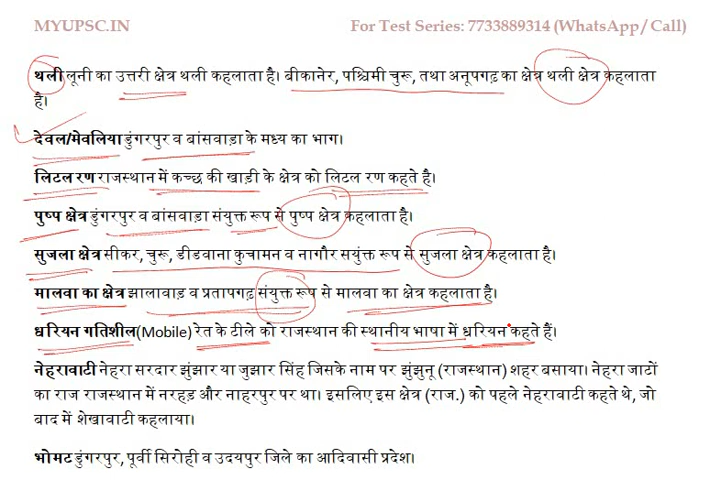 MYUPSC.IN For Test Series: 7733889314 (WhatsApp / Call)
थली लूनी का उत्तरी क्षेत्र थली कहलाता है। बीकानेर, पश्चिमी चुरू, तथा अनूपगढ़ का क्षेत्र थली क्षेत्र कहलाता
है।
देवल/मेवलिया डुंगरपुर व बांसवाड़ा के मध्य का भाग।
लिटल रण राजस्थान में कच्छ की खाड़ी के क्षेत्र को लिटल रण कहते है।
पुष्प क्षेत्र डुंगरपुर व बांसवाड़ा संयुक्त रूप से पुष्प क्षेत्र कहलाता है।
सुजला क्षेत्र सीकर, चुरू, डीडवाना कुचामन व नागौर सयुंक्त रूप से सुजला क्षेत्र कहलाता है।
मालवा का क्षेत्र झालावाड़ व प्रतापगढ़ संयुक्त रूप से मालवा का क्षेत्र कहलाता है।
धरियन गतिशील(Mobile) रेत के टीले को राजस्थान की स्थानीय भाषा में धरियन कहते हैं।
नेहरावाटी नेहरा सरदार झुंझार या जुझार सिंह जिसके नाम पर झुंझुनू (राजस्थान) शहर बसाया। नेहरा जाटों
का राज राजस्थान में नरहड़ और नाहरपुर पर था। इसलिए इस क्षेत्र (राज.) को पहले नेहरावाटी कहते थे, जो
बाद में शेखावाटी कहलाया।
भोमट डुंगरपुर, पूर्वी सिरोही व उदयपुर जिले का आदिवासी प्रदेश।